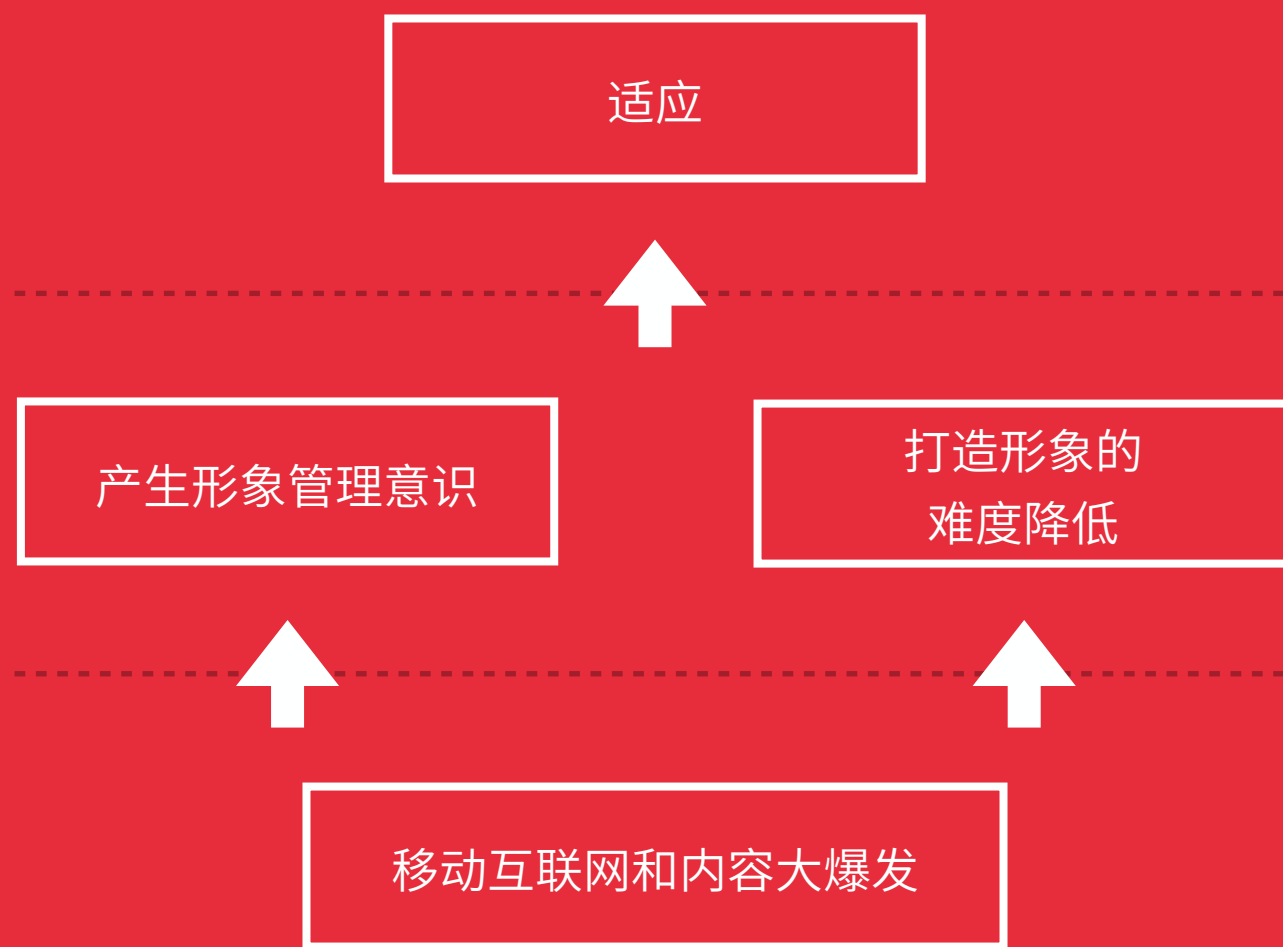 适应
产生形象管理意识
打造形象的
难度降低
移动互联网和内容大爆发